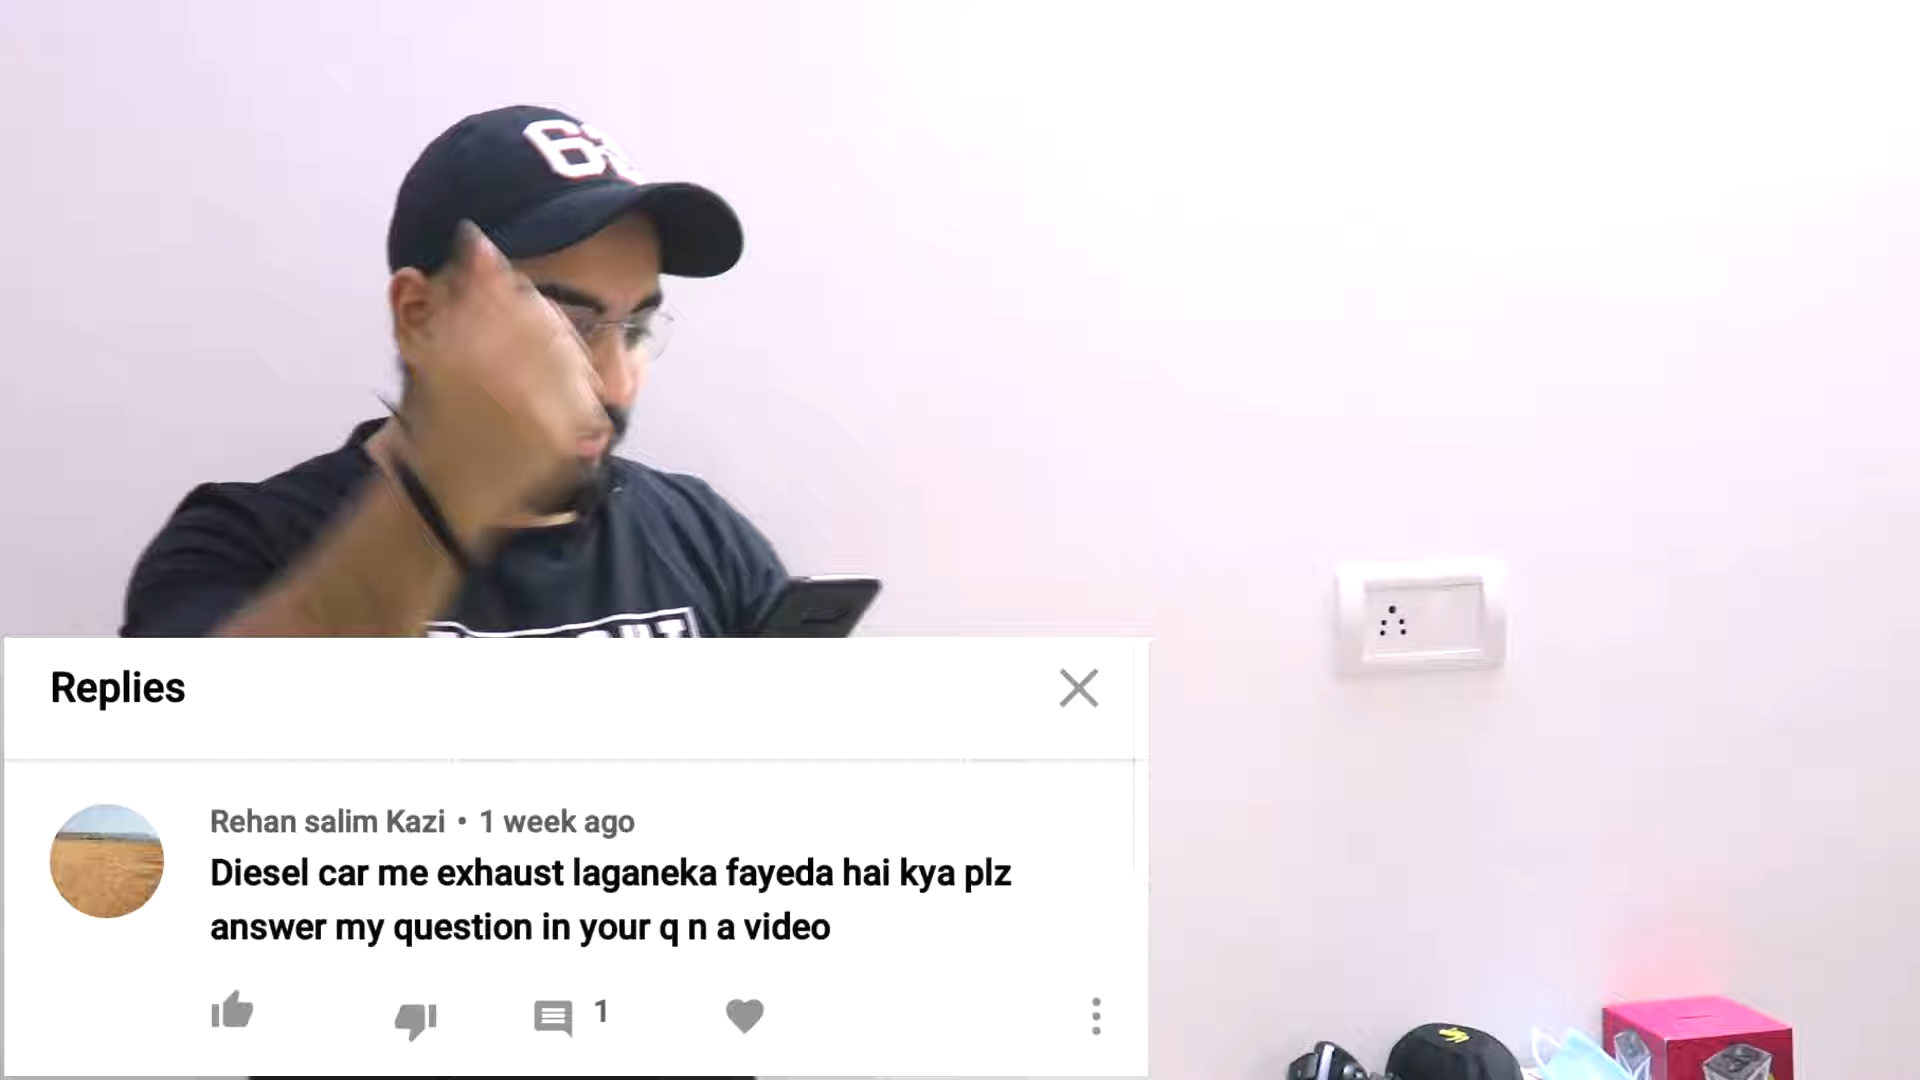 Replies
Rehan salim Kazi • 1 week ago
Diesel car me exhaust laganeka fayeda hai kya plz
answer my question in your q n a video
1